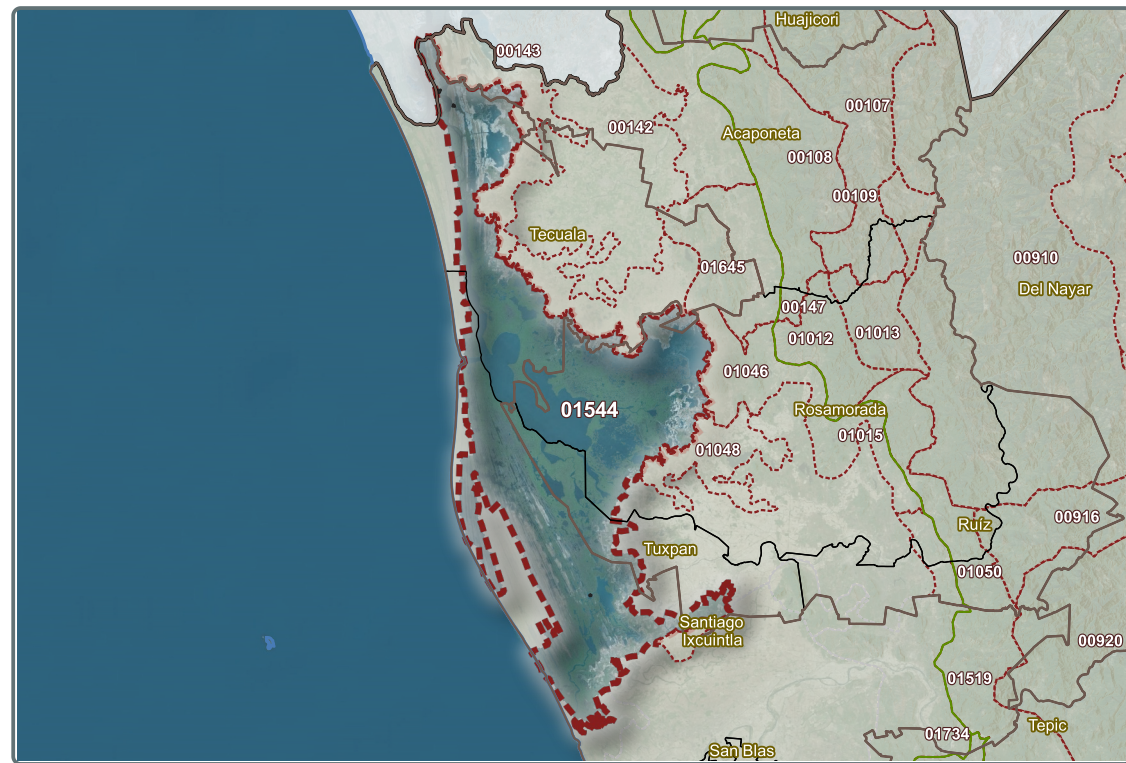 Huajicori
00143
00107
00142
Acaponeta
00108
00109
Tecuala
00910
01645
Del Nayar
00147
01012
01013
01046
01544
Rosamorada
01015
01048
00916
Ruíz
Tuxpan
01050
Santiago
Ixcuintla
00920
01519
Tepic
01734
San Blas